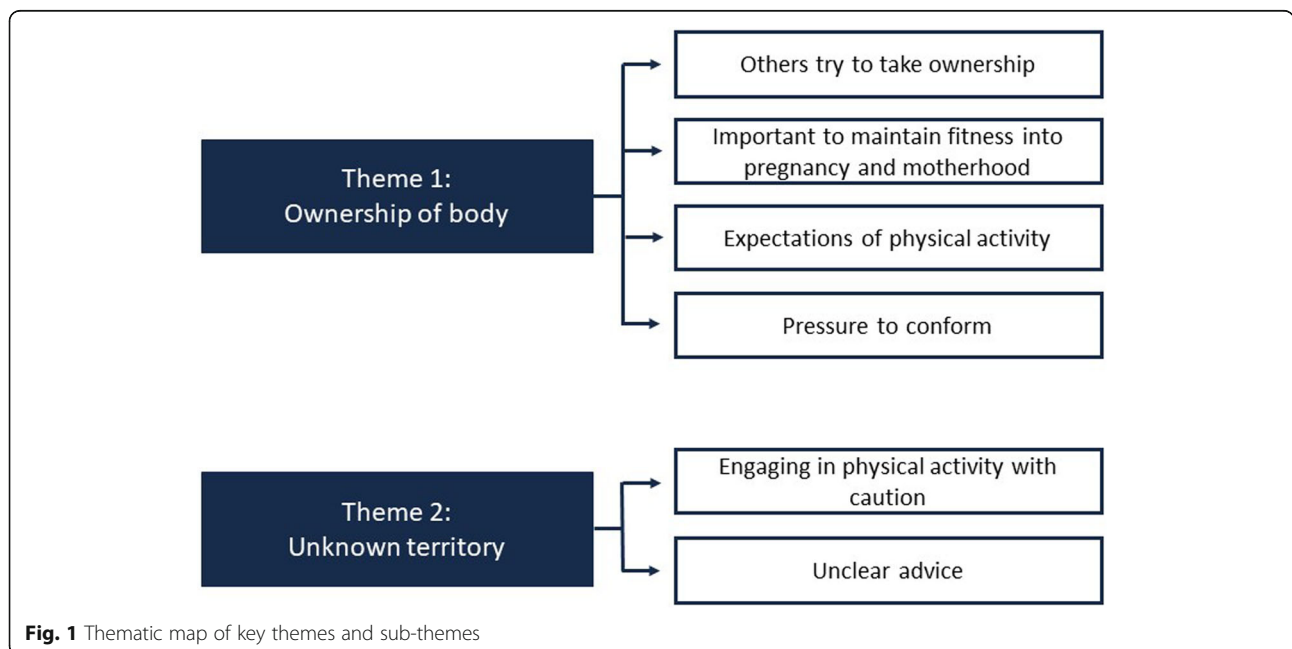 Theme 1:
Ownership of body
Others try to take ownership
Important to maintain fitness into
pregnancy and motherhood
Expectations of physical activity
Pressure to conform
Theme 2:
Unknown territory
Engaging in physical activity with
caution
Unclear advice
Fig. 1 Thematic map of key themes and sub-themes